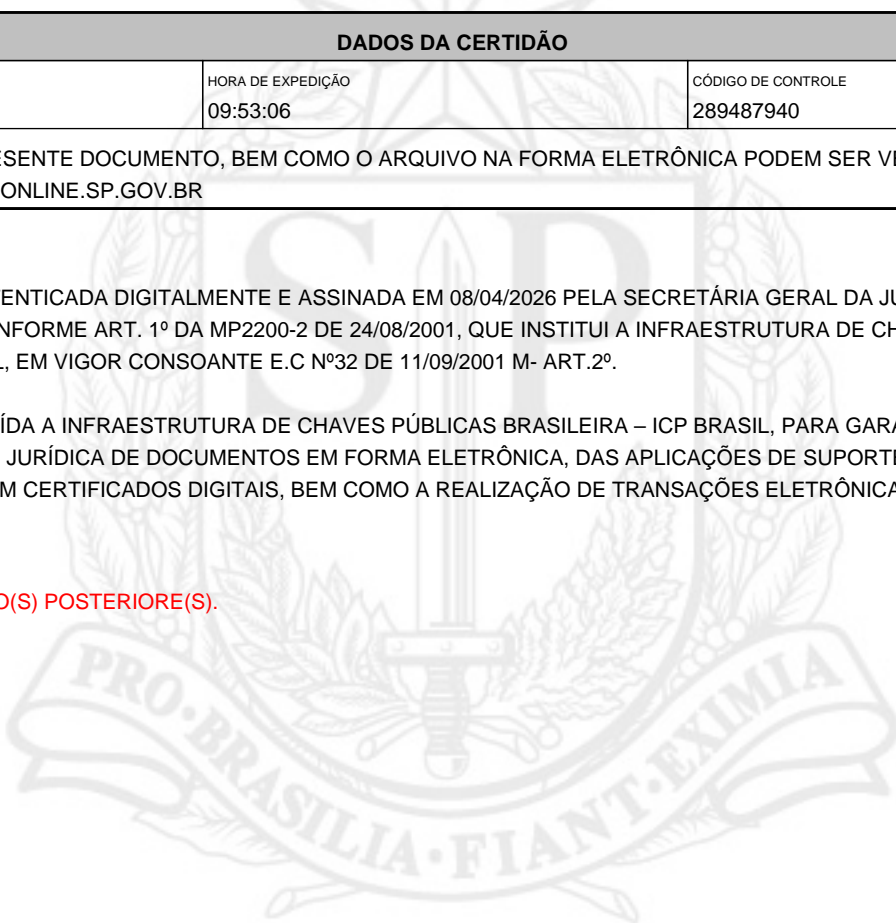 DADOS DA CERTIDÃO
HORA DE EXPEDIÇÃO
CÓDIGO DE CONTROLE
09:53:06
289487940
ESENTE DOCUMENTO, BEM COMO O ARQUIVO NA FORMA ELETRÔNICA PODEM SER VE
ONLINE.SP.GOV.BR
ENTICADA DIGITALMENTE E ASSINADA EM 08/04/2026 PELA SECRETÁRIA GERAL DA JU
NFORME ART. 1º DA MP2200-2 DE 24/08/2001, QUE INSTITUI A INFRAESTRUTURA DE CH
L, EM VIGOR CONSOANTE E.C Nº32 DE 11/09/2001 M- ART.2º.
ÍDA A INFRAESTRUTURA DE CHAVES PÚBLICAS BRASILEIRA – ICP BRASIL, PARA GARA
JURÍDICA DE DOCUMENTOS EM FORMA ELETRÔNICA, DAS APLICAÇÕES DE SUPORTE
M CERTIFICADOS DIGITAIS, BEM COMO A REALIZAÇÃO DE TRANSAÇÕES ELETRÔNICA
O(S) POSTERIORE(S).
SP
PRO·BRASILIA·FIANT·EXIMIA